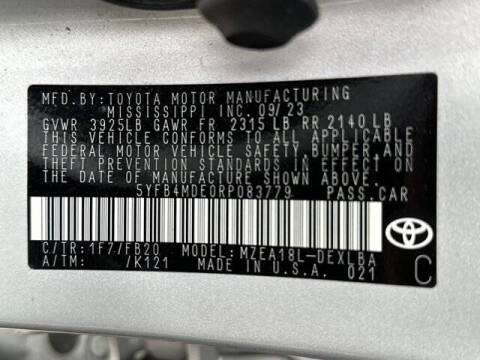 MFD.BY:TOYOTA MOTOR MANUFACTURING
MISSISSIPPI INC. 09/23
GVWR 3925LB GAWR FR 2315 LB RR 2140 LB
THIS VEHICLE CONFORMS TO ALL APPLICABLE
FEDERAL MOTOR VEHICLE SAFETY, BUMPER AND
THEFT PREVENTION STANDARDS IN EFFECT ON
THE DATE OF MANUFACTURE SHOWN ABOVE.
5YFB4MDE0RP083779 PASS.CAR
C/TR:1F7/FB20 MODEL:MZEA18L-DEXLBA
A/TM: /K121 MADE IN U.S.A. 021
C